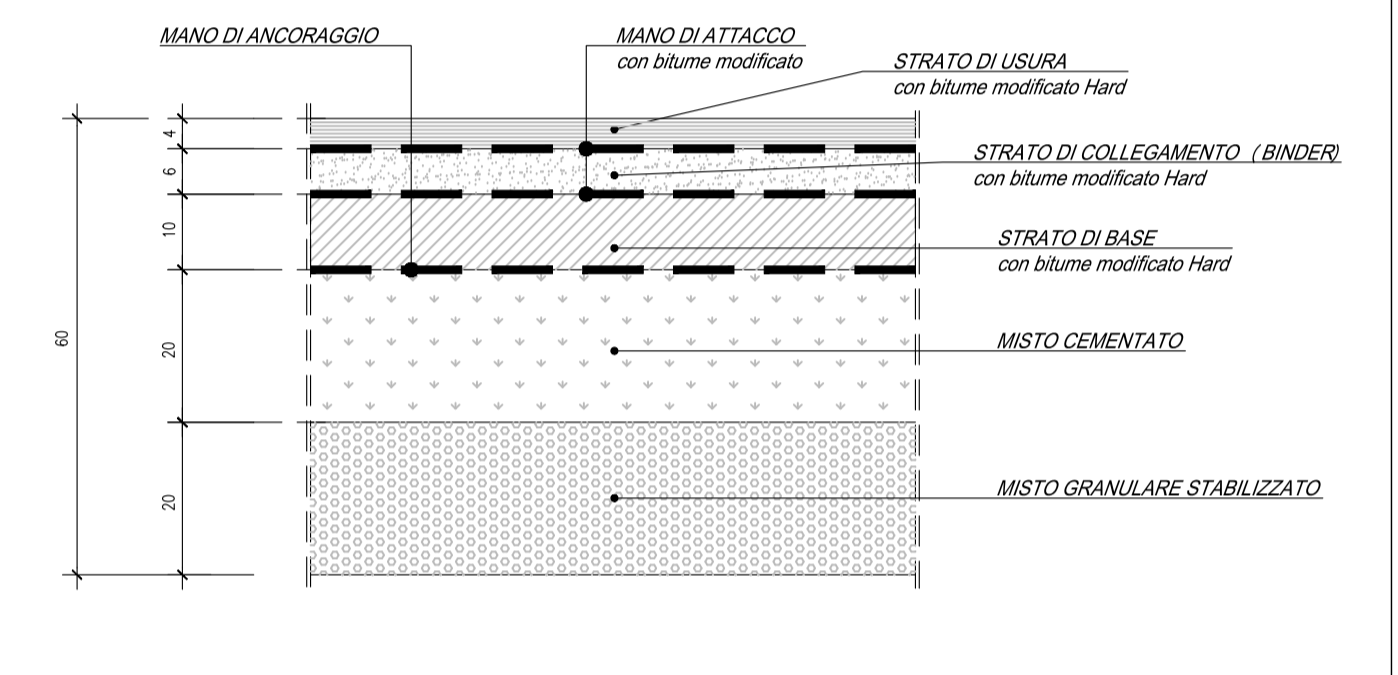 MANO DI ANCORAGGIO
MANO DI ATTACCO
con bitume modificato
STRATO DI USURA
con bitume modificato Hard
STRATO DI COLLEGAMENTO (BINDER)
con bitume modificato Hard
STRATO DI BASE
con bitume modificato Hard
MISTO CEMENTATO
MISTO GRANULARE STABILIZZATO
4
6
10
20
20
60